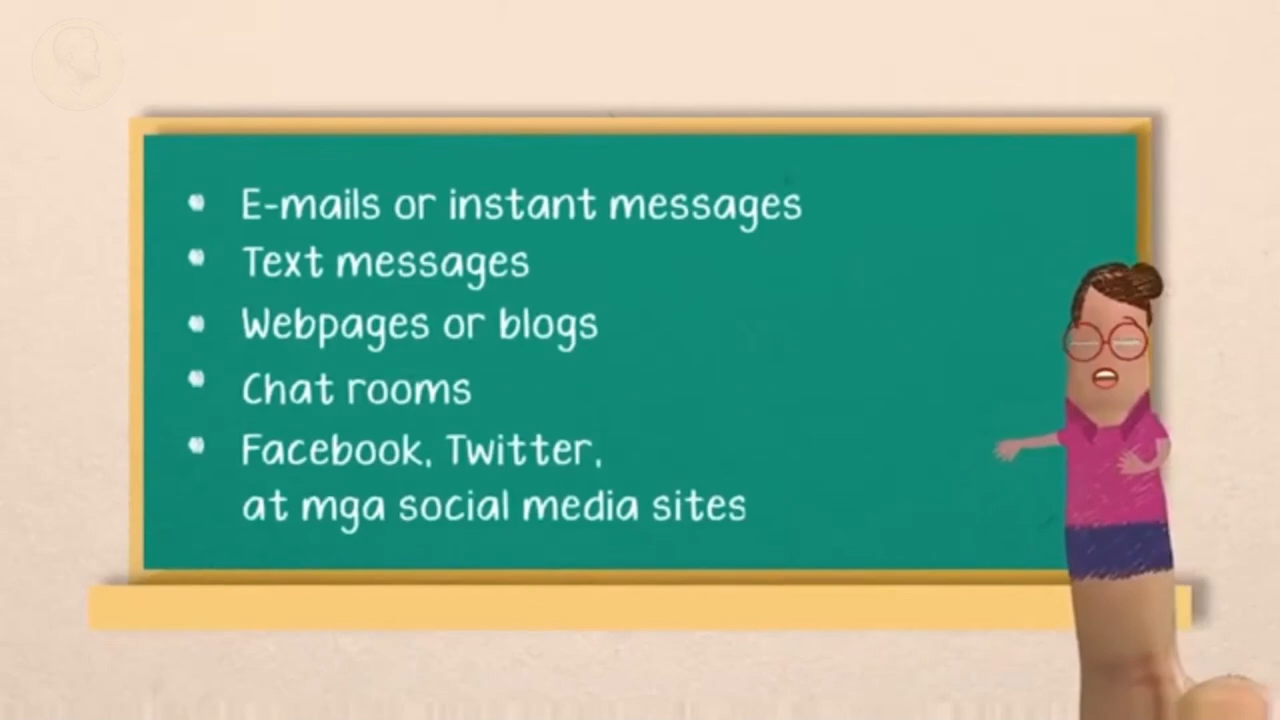 • E-mails or instant messages
• Text messages
• Webpages or blogs
• Chat rooms
• Facebook, Twitter,
at mga social media sites